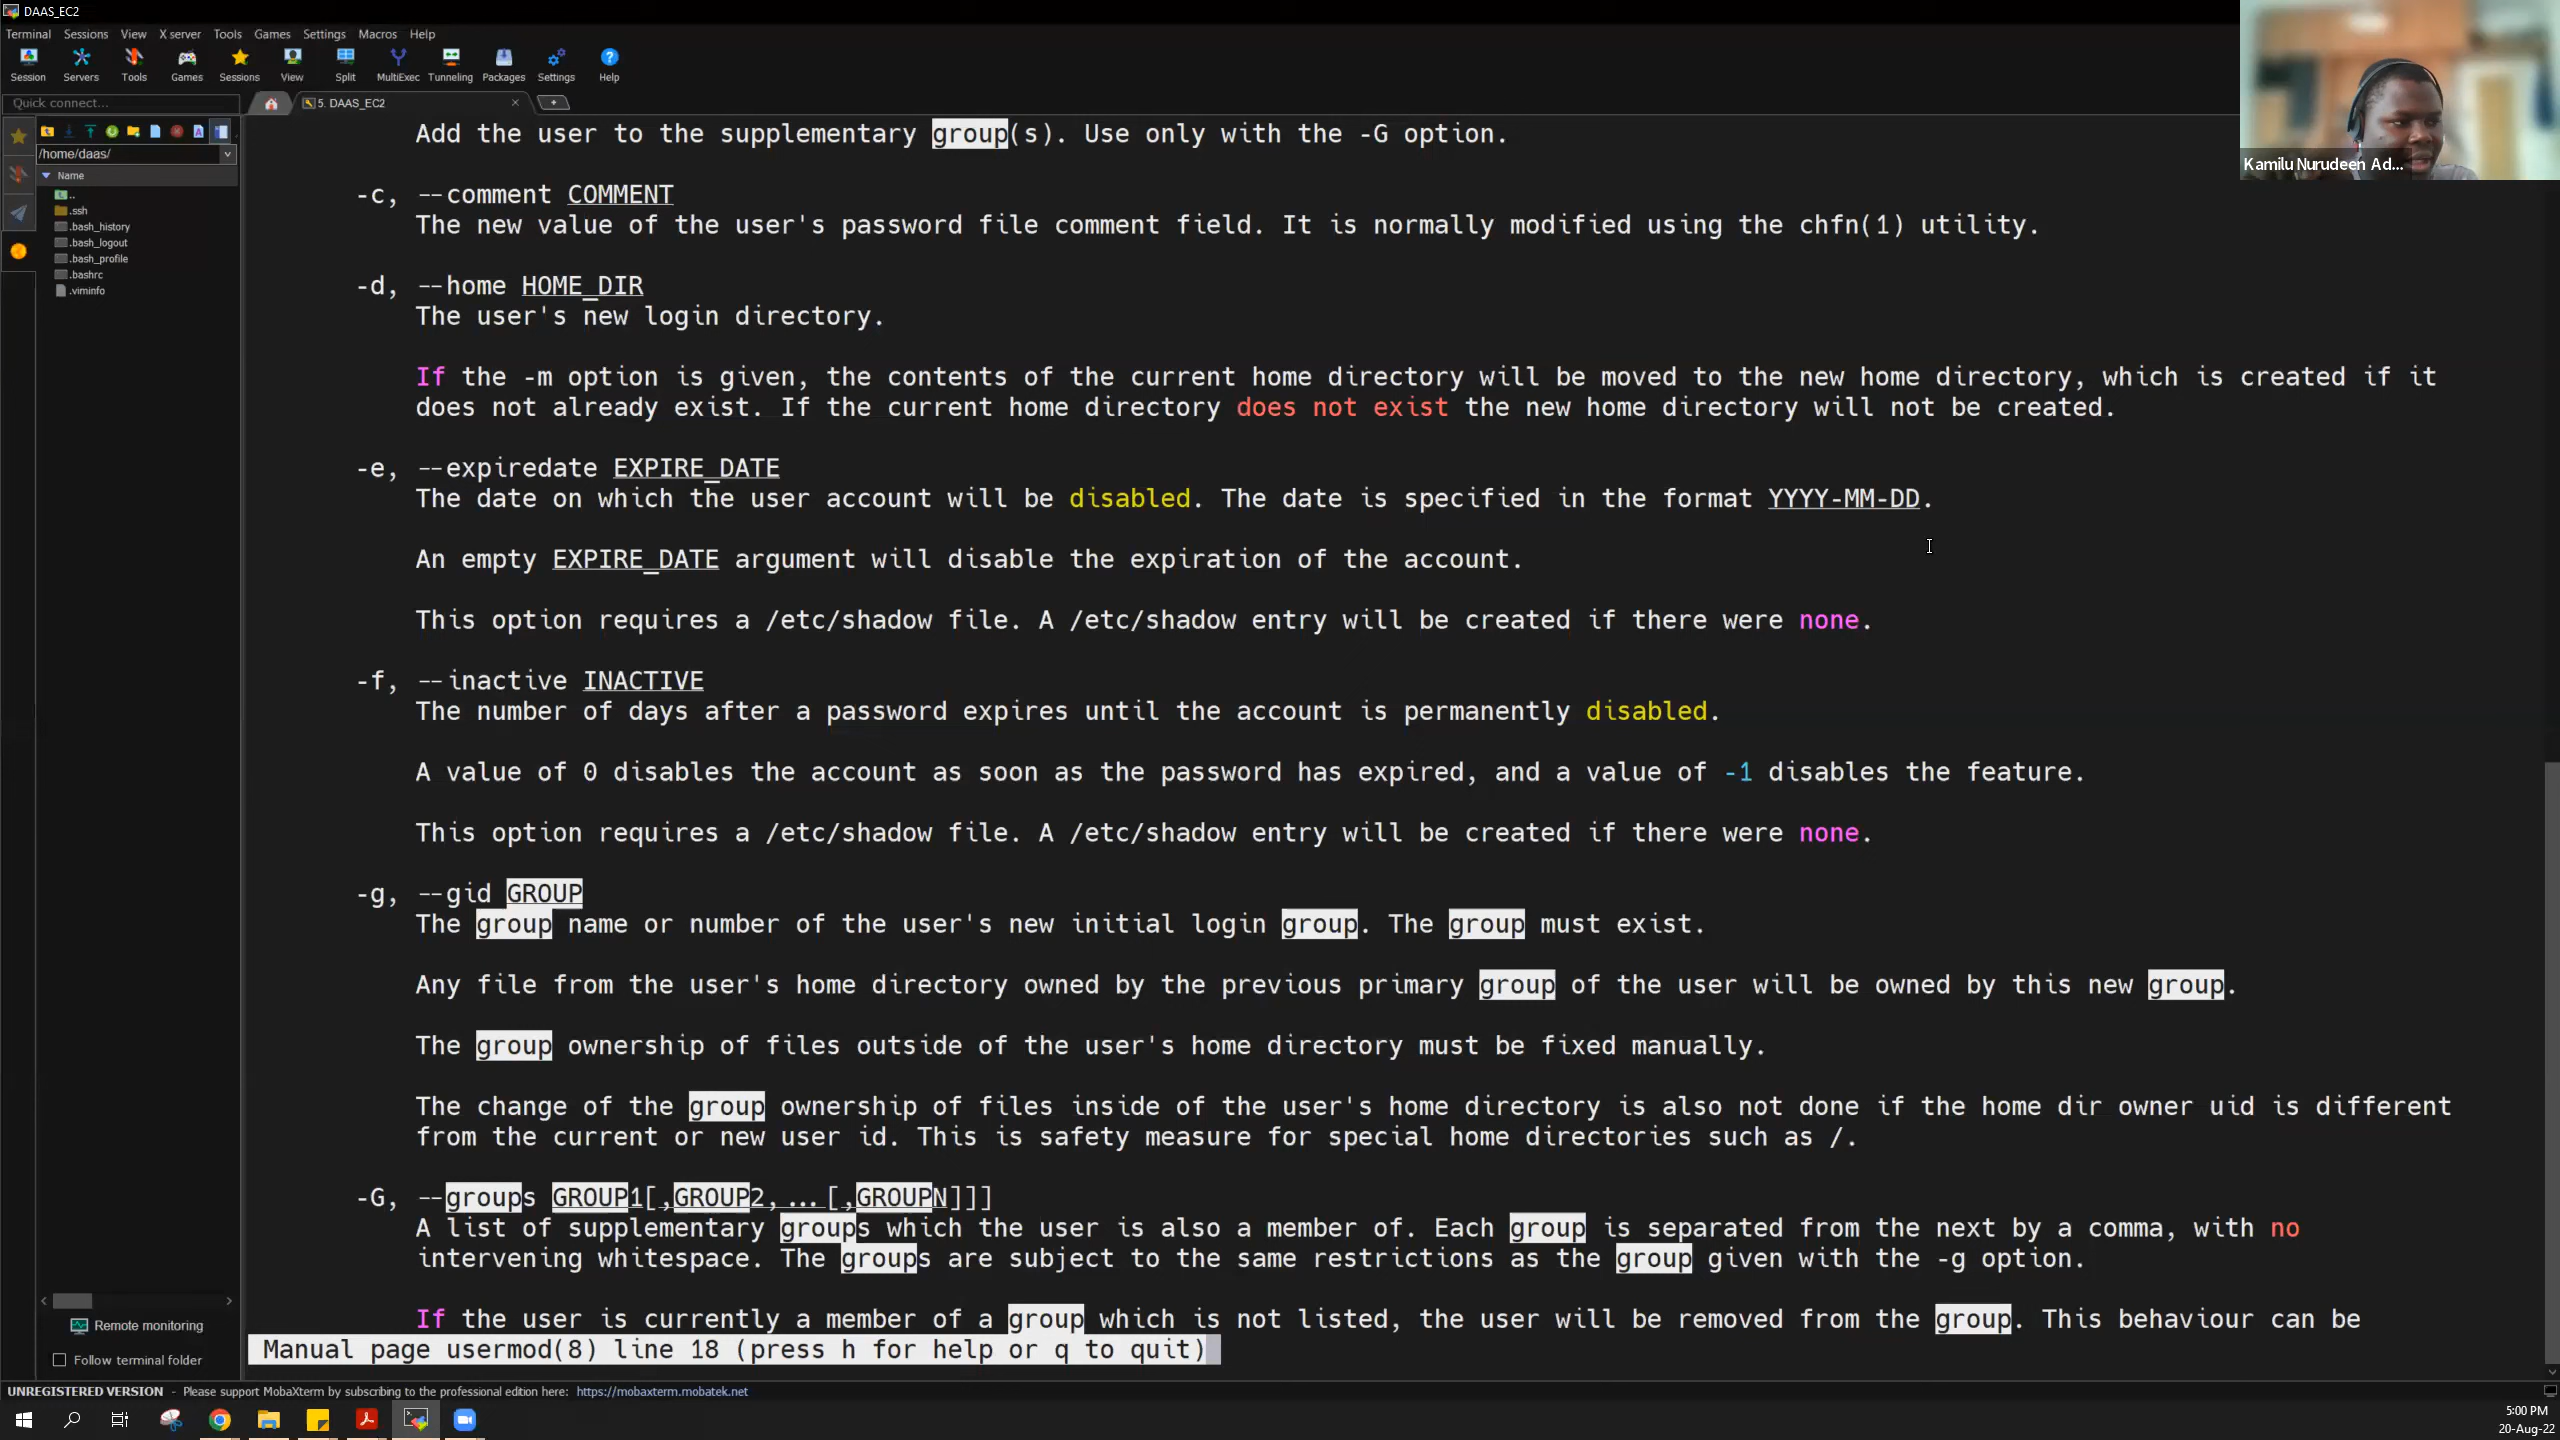 DAAS_EC2
Terminal Sessions View X server Tools Games Settings Macros Help
Session Servers Tools Games Sessions View Split MultiExec Tunneling Packages Settings Help
Quick connect...
5. DAAS_EC2
/home/daas/
Name
..
.ssh
.bash_history
.bash_logout
.bash_profile
.bashrc
.viminfo
Kamilu Nurudeen Ad...
Add the user to the supplementary group(s). Use only with the -G option.
-c, --comment COMMENT
The new value of the user's password file comment field. It is normally modified using the chfn(1) utility.
-d, --home HOME_DIR
The user's new login directory.
If the -m option is given, the contents of the current home directory will be moved to the new home directory, which is created if it
does not already exist. If the current home directory does not exist the new home directory will not be created.
-e, --expiredate EXPIRE_DATE
The date on which the user account will be disabled. The date is specified in the format YYYY-MM-DD.
An empty EXPIRE_DATE argument will disable the expiration of the account.
This option requires a /etc/shadow file. A /etc/shadow entry will be created if there were none.
-f, --inactive INACTIVE
The number of days after a password expires until the account is permanently disabled.
A value of 0 disables the account as soon as the password has expired, and a value of -1 disables the feature.
This option requires a /etc/shadow file. A /etc/shadow entry will be created if there were none.
-g, --gid GROUP
The group name or number of the user's new initial login group. The group must exist.
Any file from the user's home directory owned by the previous primary group of the user will be owned by this new group.
The group ownership of files outside of the user's home directory must be fixed manually.
The change of the group ownership of files inside of the user's home directory is also not done if the home dir owner uid is different
from the current or new user id. This is safety measure for special home directories such as /.
-G, --groups GROUP1[,GROUP2,...[,GROUPN]]]
A list of supplementary groups which the user is also a member of. Each group is separated from the next by a comma, with no
intervening whitespace. The groups are subject to the same restrictions as the group given with the -g option.
If the user is currently a member of a group which is not listed, the user will be removed from the group. This behaviour can be
Manual page usermod(8) line 18 (press h for help or q to quit)
Remote monitoring
Follow terminal folder
UNREGISTERED VERSION - Please support MobaXterm by subscribing to the professional edition here: https://mobaxterm.mobatek.net
5:00 PM
20-Aug-22